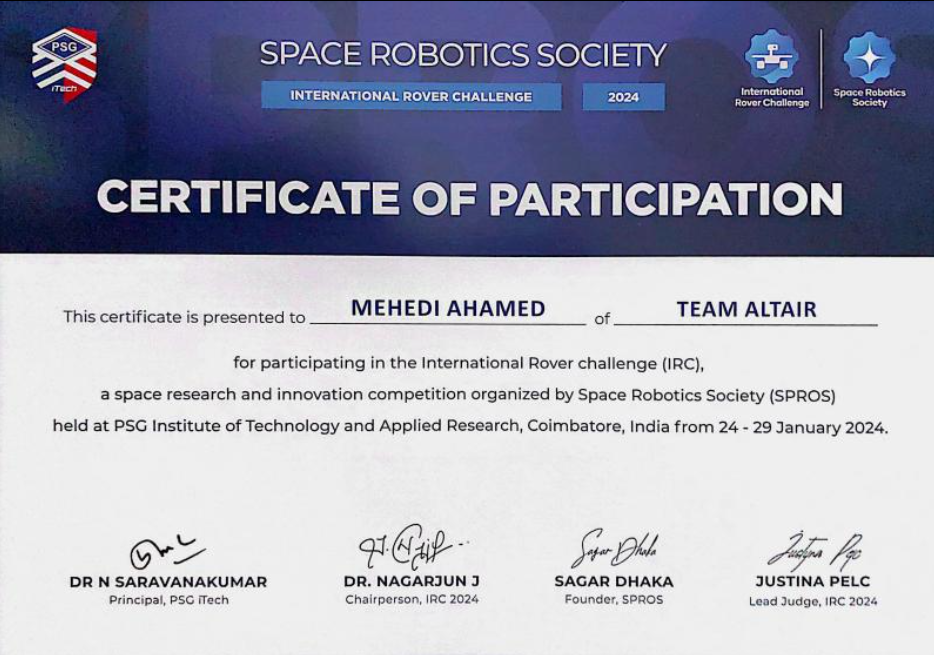 PSG
iTech
SPACE ROBOTICS SOCIETY
INTERNATIONAL ROVER CHALLENGE
2024
International
Rover Challenge
Space Robotics
Society
CERTIFICATE OF PARTICIPATION
This certificate is presented to MEHEDI AHAMED of TEAM ALTAIR
for participating in the International Rover challenge (IRC),
a space research and innovation competition organized by Space Robotics Society (SPROS)
held at PSG Institute of Technology and Applied Research, Coimbatore, India from 24 - 29 January 2024.
Sagar Dhaka
DR N SARAVANAKUMAR
Principal, PSG iTech
DR. NAGARJUN J
Chairperson, IRC 2024
SAGAR DHAKA
Founder, SPROS
JUSTINA PELC
Lead Judge, IRC 2024